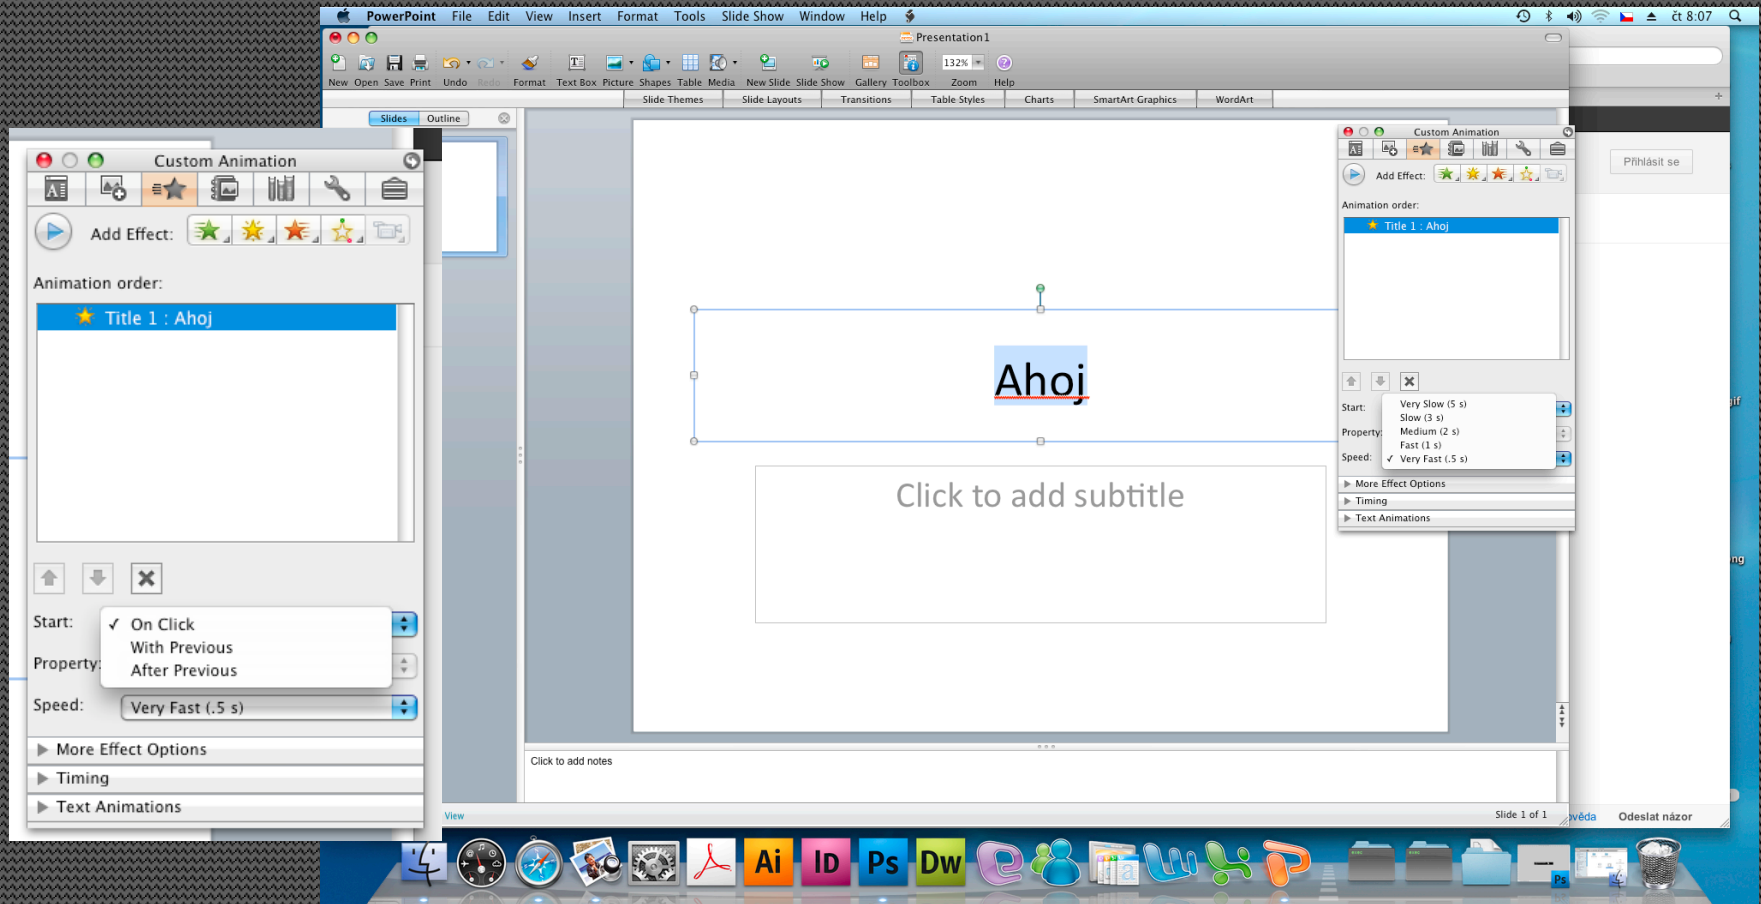 PowerPoint File Edit View Insert Format Tools Slide Show Window Help
čt 8:07
Presentation1
132%
New Open Save Print Undo Redo Format Text Box Picture Shapes Table Media New Slide Slide Show Gallery Toolbox Zoom Help
Slide Themes Slide Layouts Transitions Table Styles Charts SmartArt Graphics WordArt
Slides Outline
Custom Animation
Add Effect:
Animation order:
Title 1 : Ahoj
Start:
✓ On Click
With Previous
After Previous
Property:
Speed: Very Fast (.5 s)
More Effect Options
Timing
Text Animations
Ahoj
Click to add subtitle
Click to add notes
View
Slide 1 of 1
Custom Animation
Add Effect:
Animation order:
Title 1 : Ahoj
Start:
Property:
Speed:
Very Slow (5 s)
Slow (3 s)
Medium (2 s)
Fast (1 s)
✓ Very Fast (.5 s)
More Effect Options
Timing
Text Animations
Přihlásit se
Odeslat názor
Ai ID Ps Dw
Ps